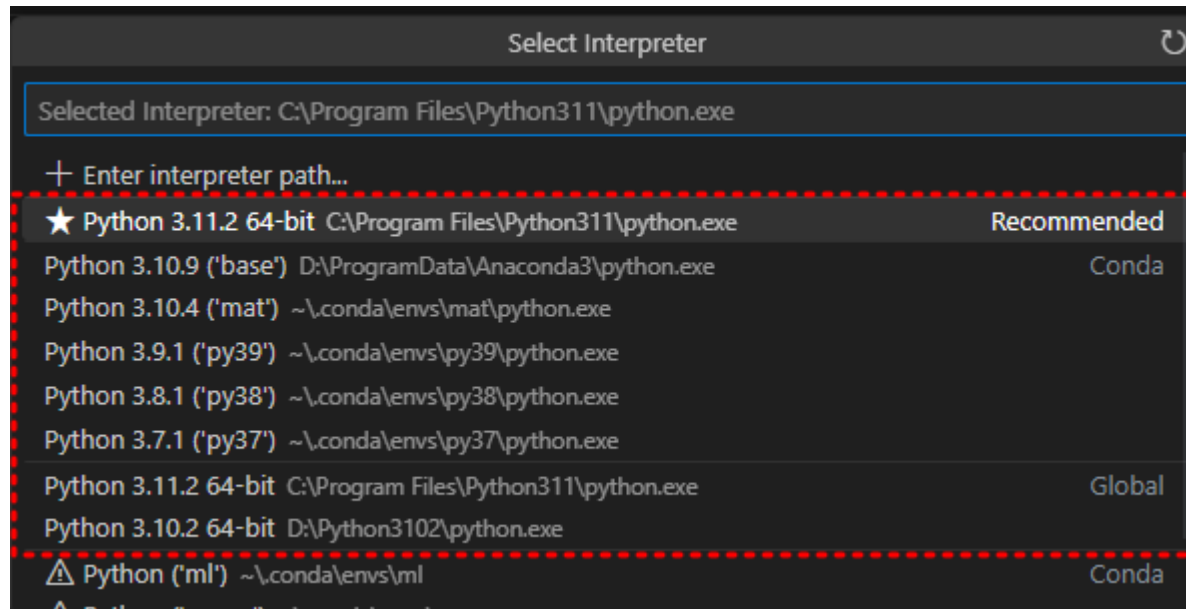 Select Interpreter
Selected Interpreter: C:\Program Files\Python311\python.exe
+ Enter interpreter path...
★ Python 3.11.2 64-bit C:\Program Files\Python311\python.exe Recommended
Python 3.10.9 ('base') D:\ProgramData\Anaconda3\python.exe Conda
Python 3.10.4 ('mat') ~\.conda\envs\mat\python.exe
Python 3.9.1 ('py39') ~\.conda\envs\py39\python.exe
Python 3.8.1 ('py38') ~\.conda\envs\py38\python.exe
Python 3.7.1 ('py37') ~\.conda\envs\py37\python.exe
Python 3.11.2 64-bit C:\Program Files\Python311\python.exe Global
Python 3.10.2 64-bit D:\Python3102\python.exe
Python ('ml') ~\.conda\envs\ml Conda